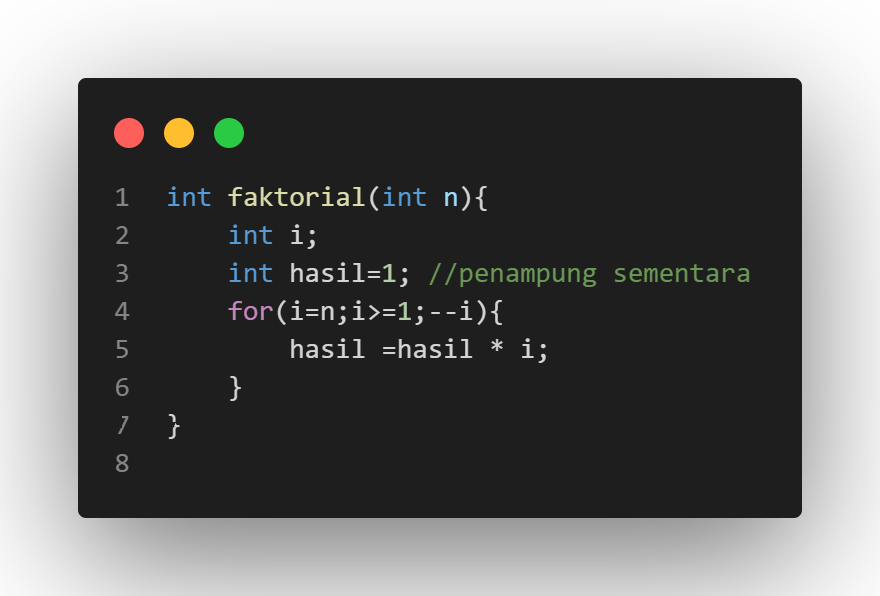 1 int faktorial(int n){
2     int i;
3     int hasil=1; //penampung sementara
4     for(i=n;i>=1;--i){
5         hasil =hasil * i;
6     }
7 }
8